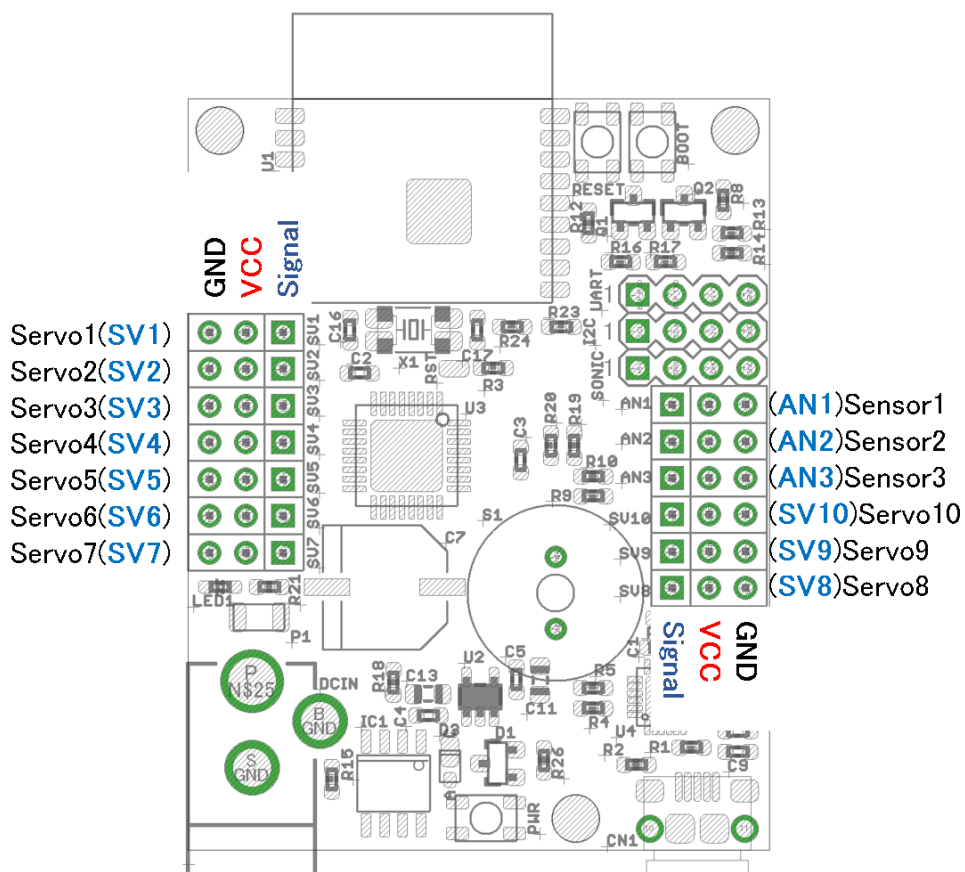 U1
BOOT
RESET
Q2
R8
R12
Q1
R13
R14
R16
R17
GND
VCC
Signal
1
UART
1
I2C
1
SONIC
Servo1(SV1)
SV1
Servo2(SV2)
SV2
Servo3(SV3)
SV3
Servo4(SV4)
SV4
Servo5(SV5)
SV5
Servo6(SV6)
SV6
Servo7(SV7)
SV7
C16
X1
C17
R24
R23
C2
RST
R3
U3
C3
R20
R19
R10
R9
S1
C7
AN1
(AN1)Sensor1
AN2
(AN2)Sensor2
AN3
(AN3)Sensor3
SV10
(SV10)Servo10
SV9
(SV9)Servo9
SV8
(SV8)Servo8
Signal
VCC
GND
LED1
R21
P1
P
N$25
DCIN
B
GND
S
GND
R18
C13
C4
U2
C5
C11
R5
R4
C1
U4
IC1
Q3
D1
R26
R15
R2
R1
C9
A
PWR
CN1